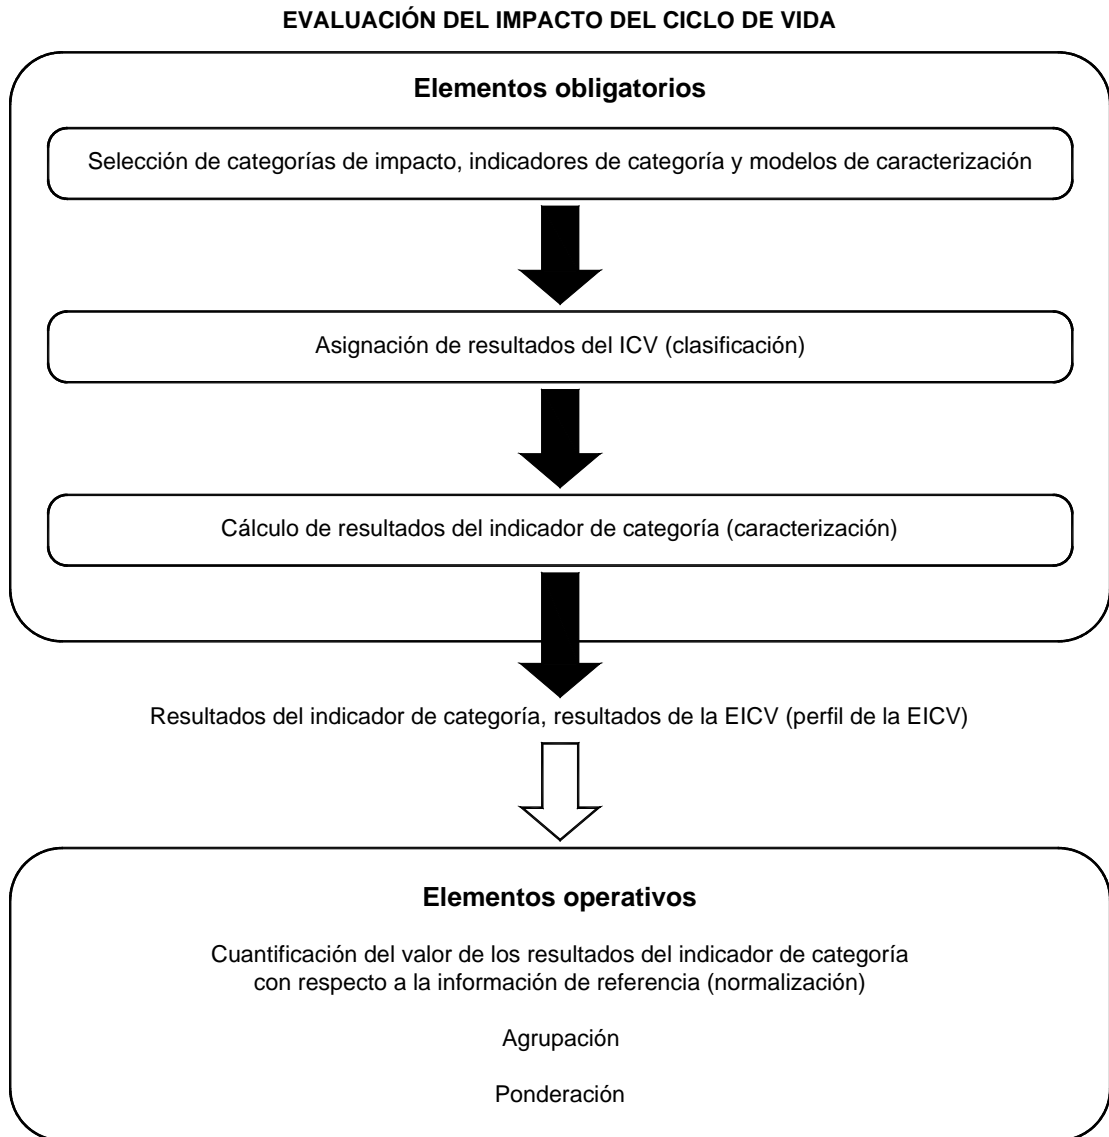 EVALUACIÓN DEL IMPACTO DEL CICLO DE VIDA
Elementos obligatorios
Selección de categorías de impacto, indicadores de categoría y modelos de caracterización
Asignación de resultados del ICV (clasificación)
Cálculo de resultados del indicador de categoría (caracterización)
Resultados del indicador de categoría, resultados de la EICV (perfil de la EICV)
Elementos operativos
Cuantificación del valor de los resultados del indicador de categoría
con respecto a la información de referencia (normalización)
Agrupación
Ponderación